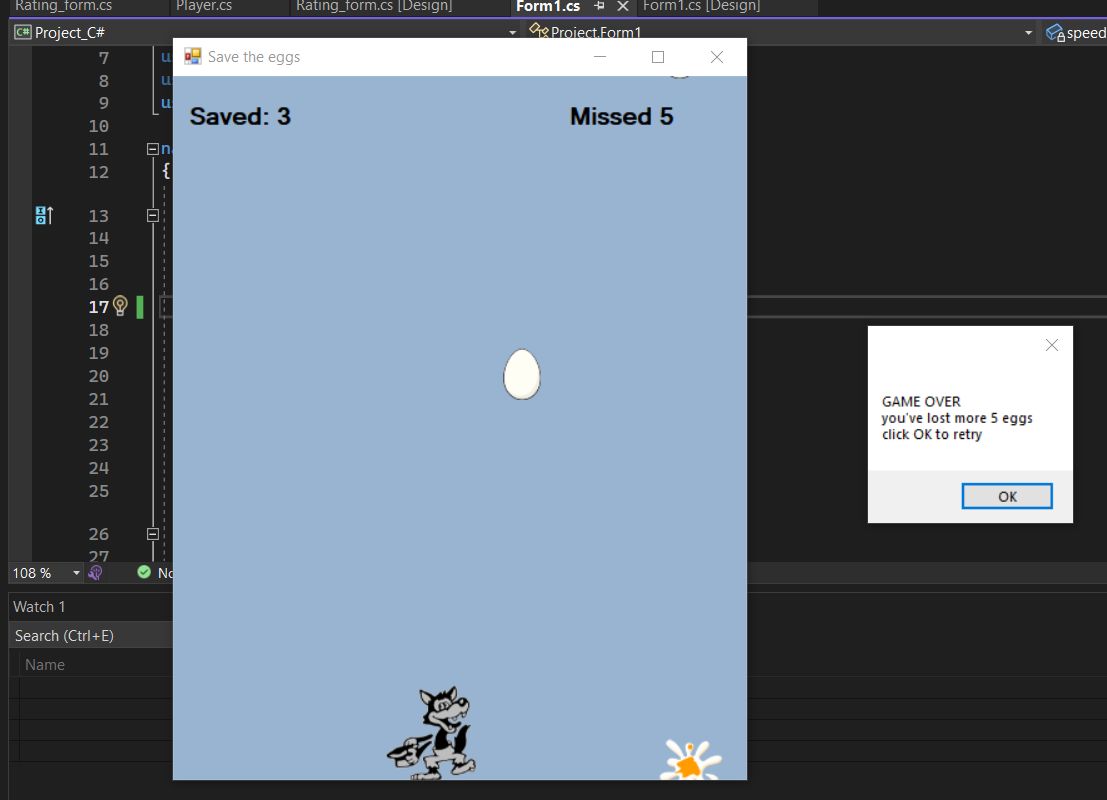 Rating_form.cs
Player.cs
Rating_form.cs [Design]
Form1.cs
Form1.cs [Design]
C# Project_C#
Project.Form1
speed
Save the eggs
Saved: 3
Missed 5
7
8
9
10
11
12
{
13
14
15
16
17
18
19
20
21
22
23
24
25
26
27
GAME OVER
you've lost more 5 eggs
click OK to retry
OK
108 %
Watch 1
Search (Ctrl+E)
Name